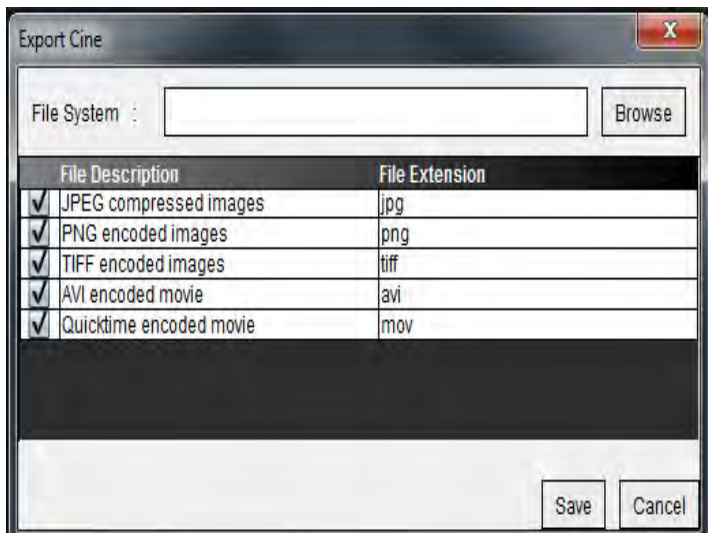 Export Cine
X
File System :
Browse
File Description File Extension
JPEG compressed images jpg
PNG encoded images png
TIFF encoded images tiff
AVI encoded movie avi
Quicktime encoded movie mov
Save Cancel